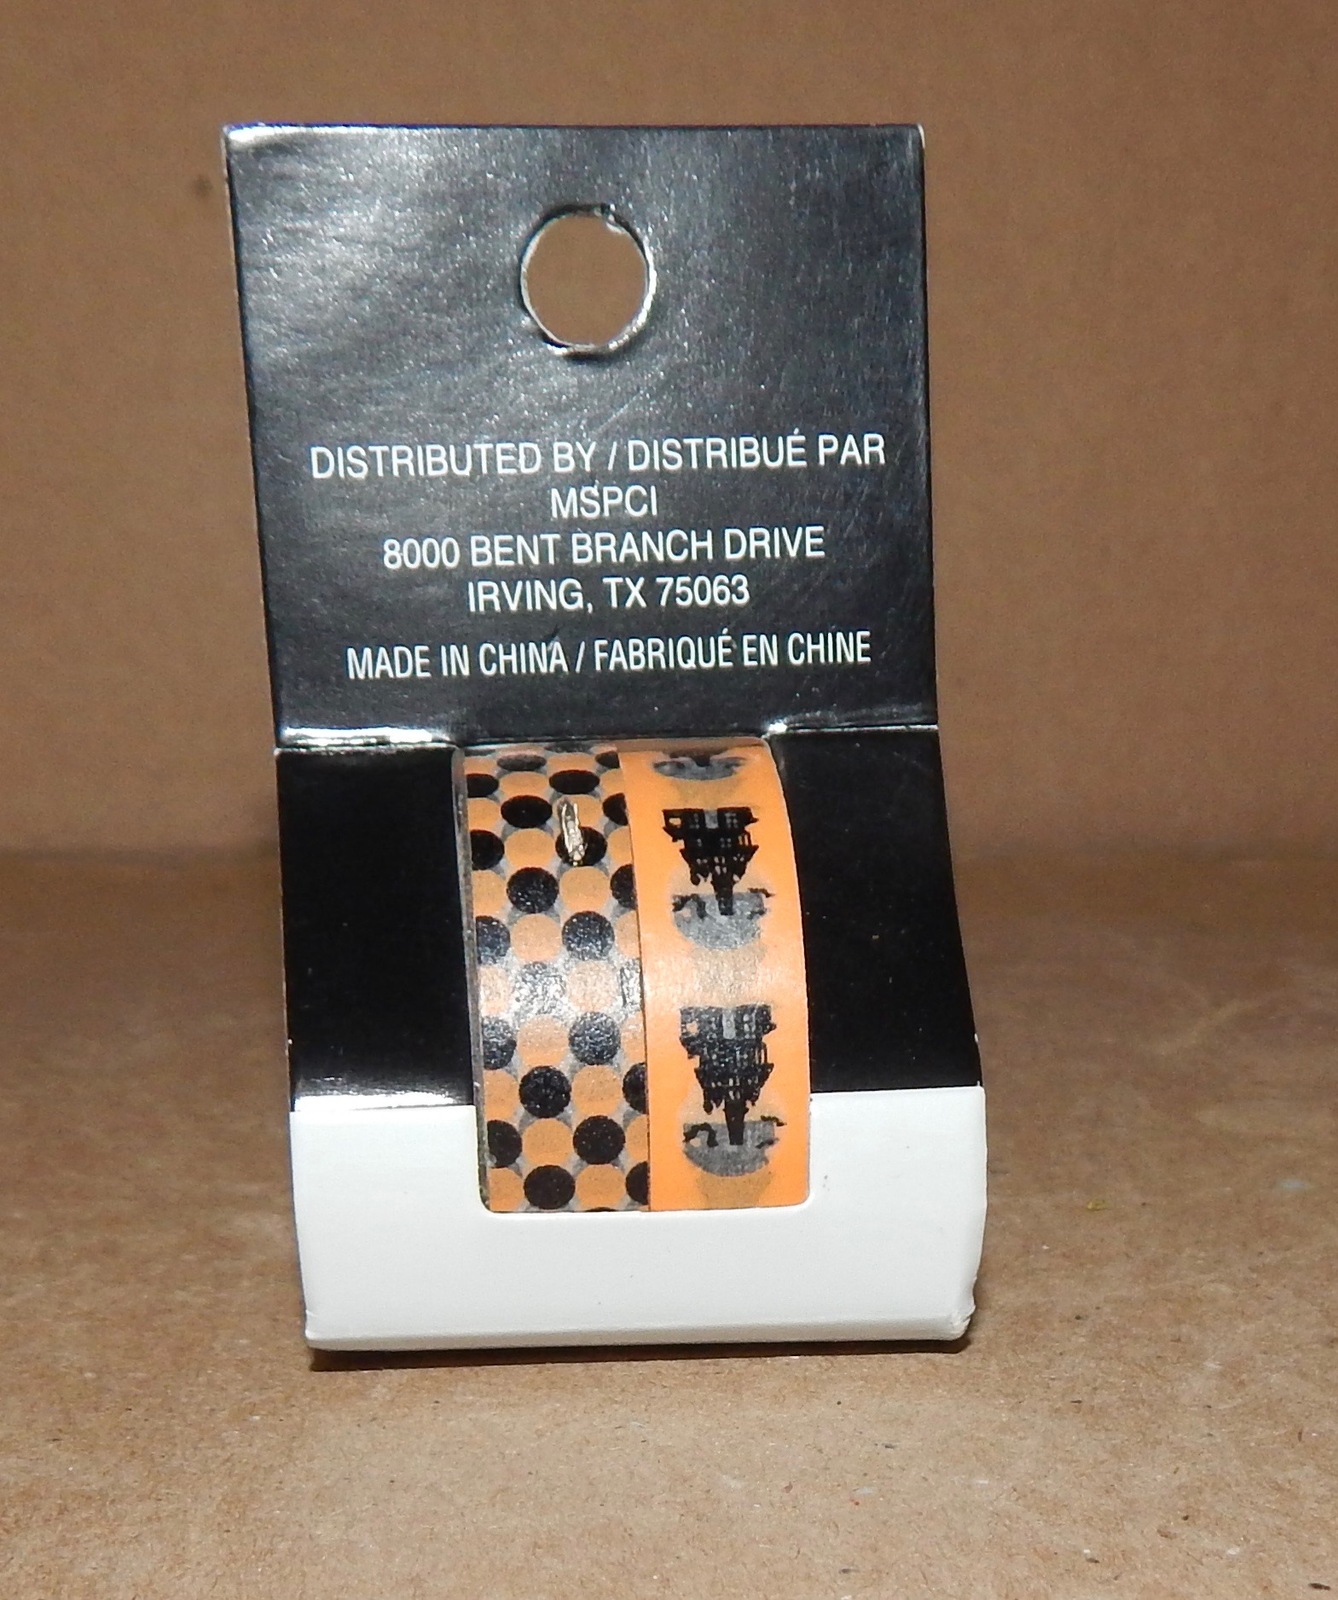 DISTRIBUTED BY / DISTRIBUÉ PAR
MSPCI
8000 BENT BRANCH DRIVE
IRVING, TX 75063
MADE IN CHINA / FABRIQUÉ EN CHINE